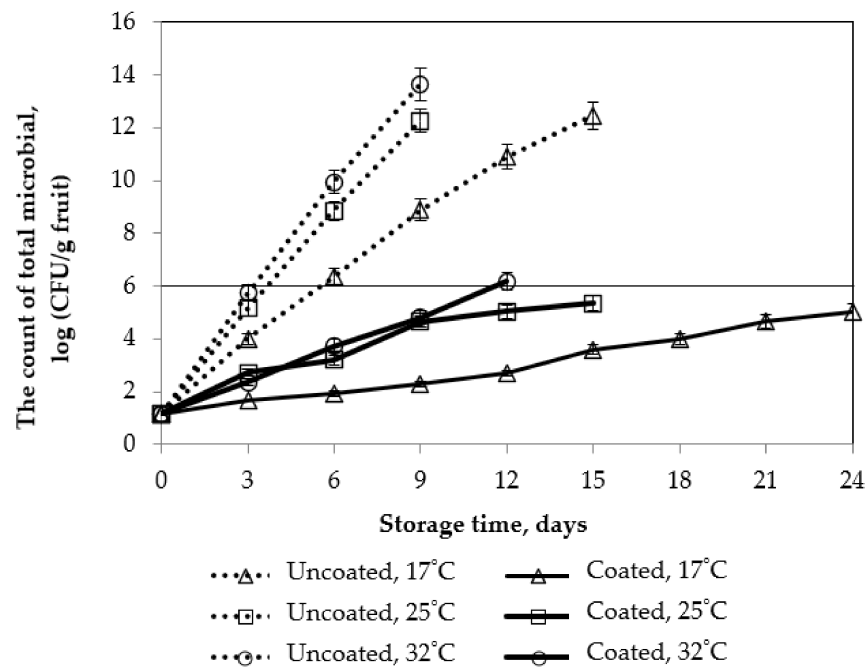 The count of total microbial,
log (CFU/g fruit)
16
14
12
10
8
6
4
2
0
0 3 6 9 12 15 18 21 24
Storage time, days
Uncoated, 17°C Coated, 17°C
Uncoated, 25°C Coated, 25°C
Uncoated, 32°C Coated, 32°C